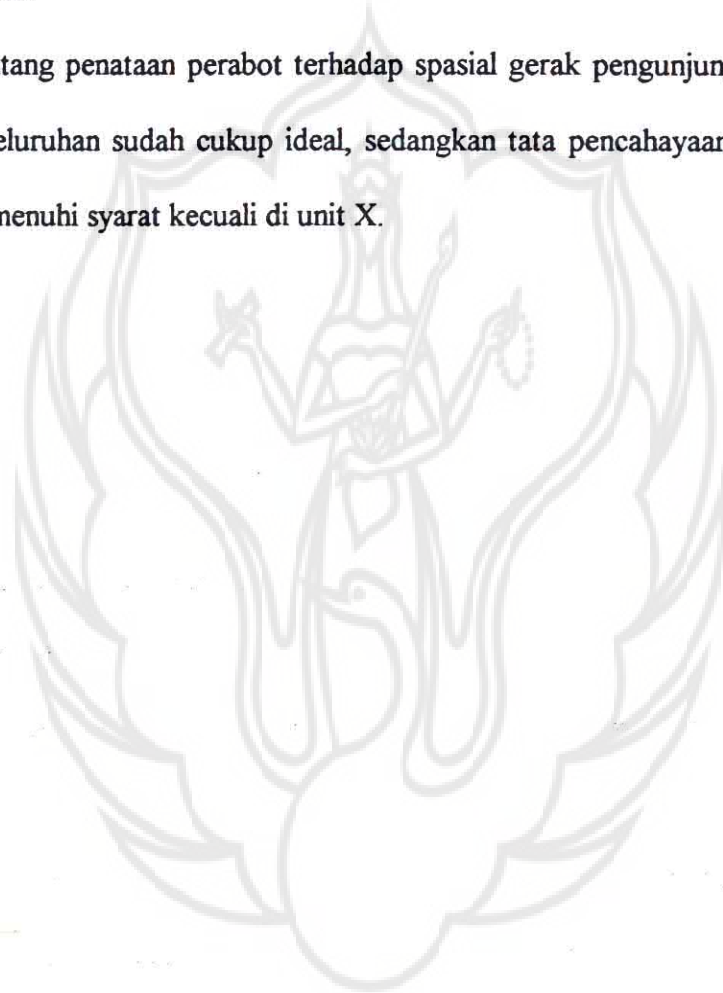 tang penataan perabot terhadap spasial gerak pengunjun
eluruhan sudah cukup ideal, sedangkan tata pencahayaan
menuhi syarat kecuali di unit X.